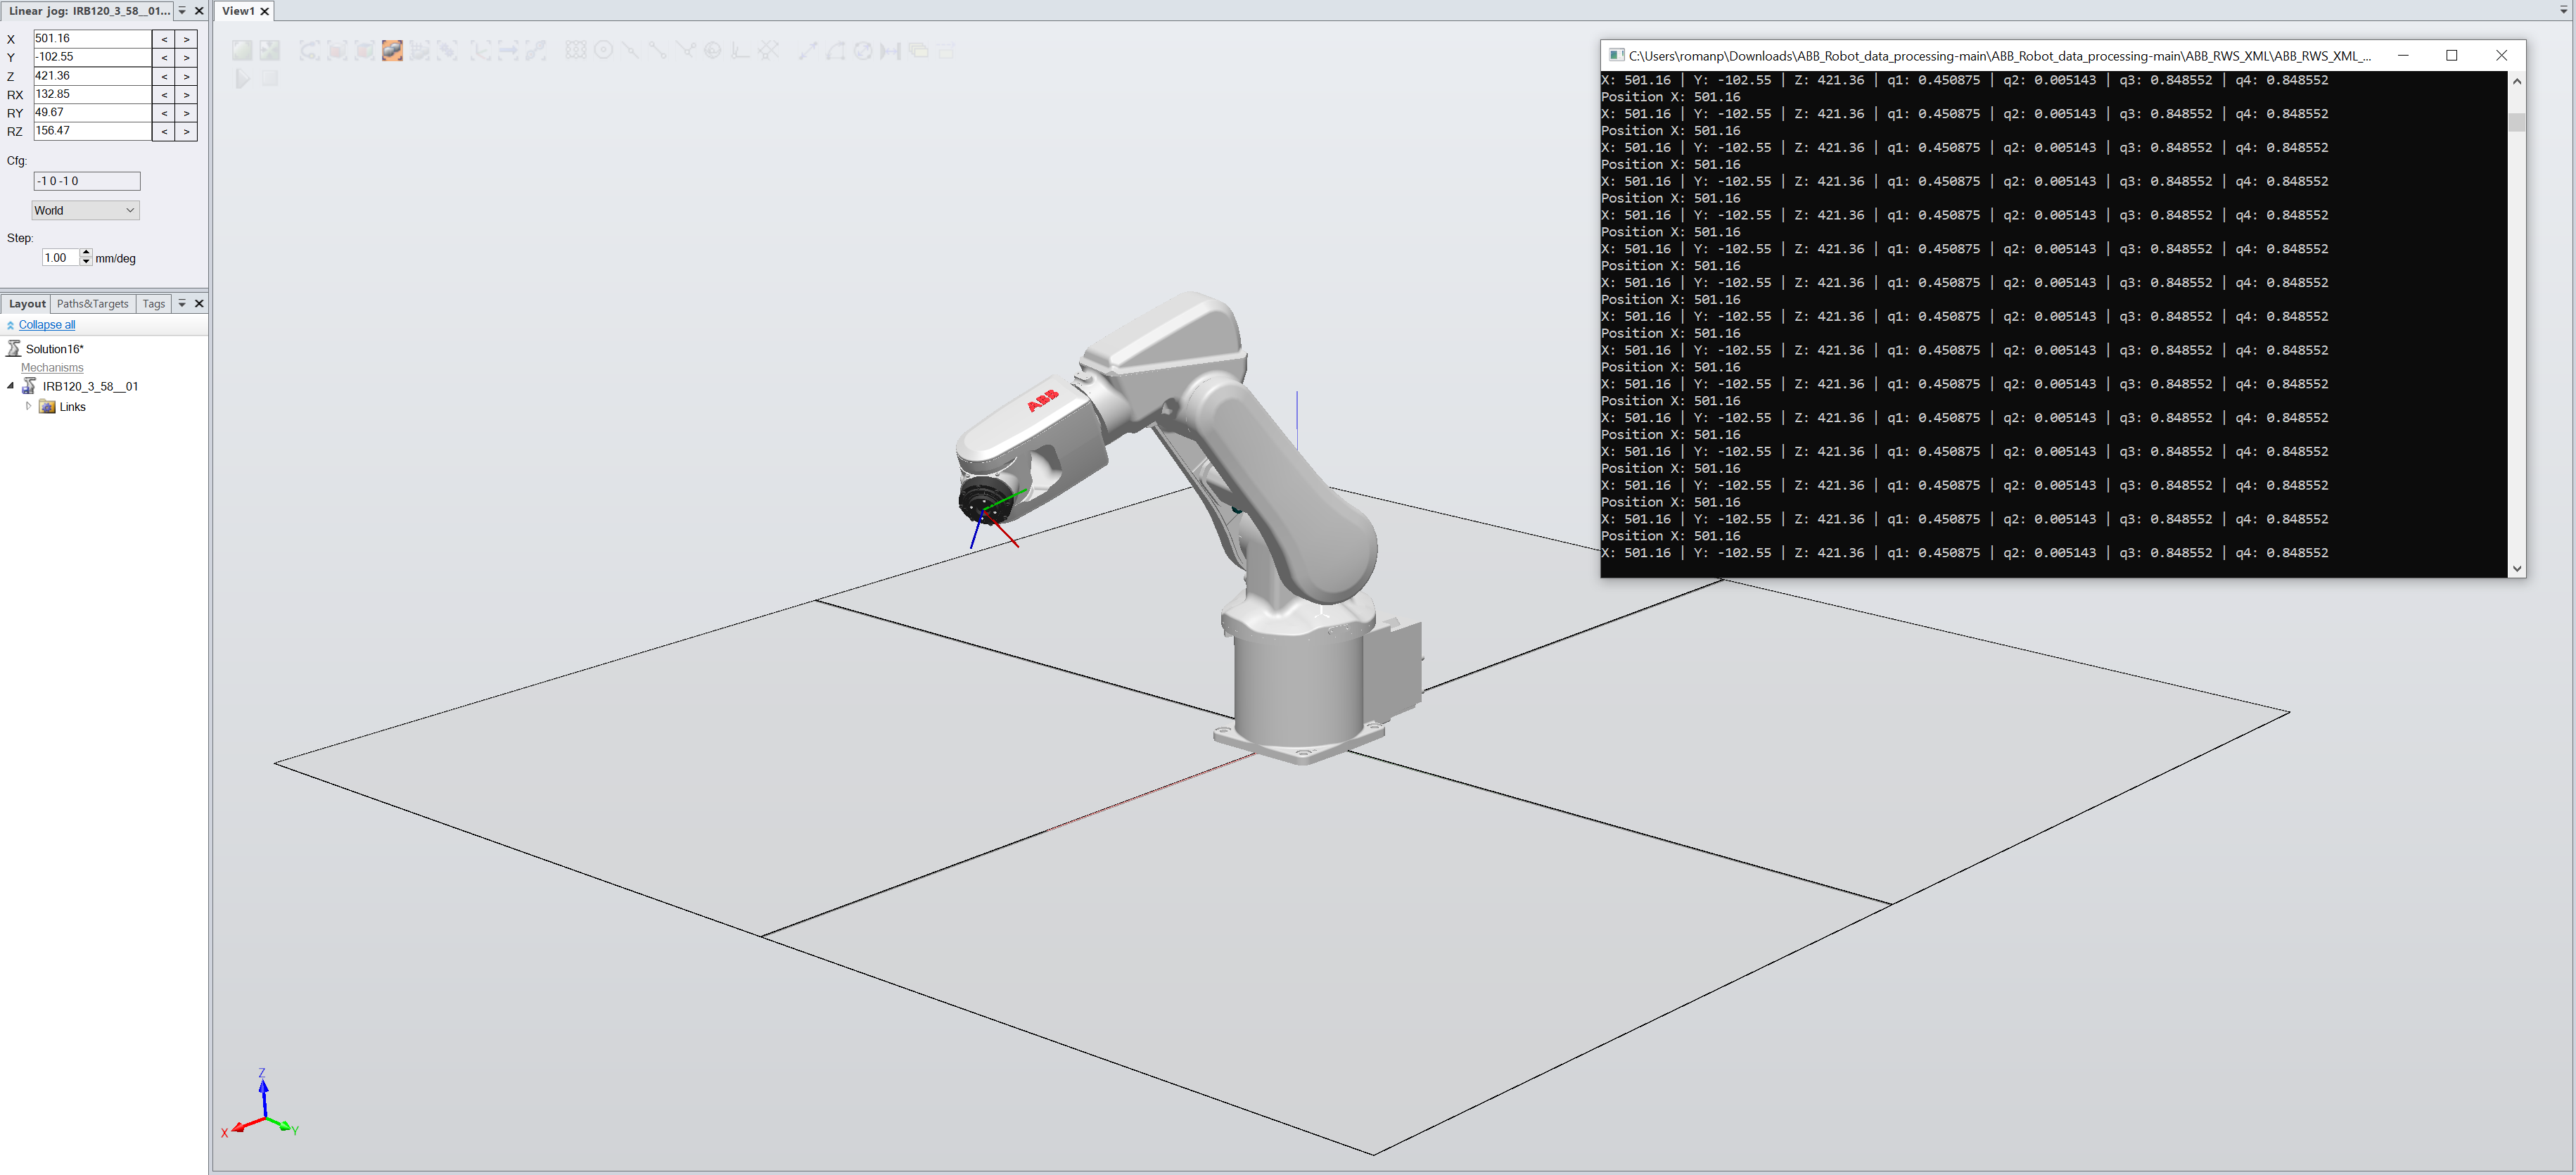 Linear jog: IRB120_3_58__01...
X 501.16 < >
Y -102.55 < >
Z 421.36 < >
RX 132.85 < >
RY 49.67 < >
RZ 156.47 < >
Cfg:
-1 0 -1 0
World
Step:
1.00 mm/deg
Layout Paths&Targets Tags
Collapse all
Solution16*
Mechanisms
IRB120_3_58__01
Links
View1
ABB
Z
X
Y
C:\Users\romanp\Downloads\ABB_Robot_data_processing-main\ABB_Robot_data_processing-main\ABB_RWS_XML\ABB_RWS_XML_...
X: 501.16 | Y: -102.55 | Z: 421.36 | q1: 0.450875 | q2: 0.005143 | q3: 0.848552 | q4: 0.848552
Position X: 501.16
X: 501.16 | Y: -102.55 | Z: 421.36 | q1: 0.450875 | q2: 0.005143 | q3: 0.848552 | q4: 0.848552
Position X: 501.16
X: 501.16 | Y: -102.55 | Z: 421.36 | q1: 0.450875 | q2: 0.005143 | q3: 0.848552 | q4: 0.848552
Position X: 501.16
X: 501.16 | Y: -102.55 | Z: 421.36 | q1: 0.450875 | q2: 0.005143 | q3: 0.848552 | q4: 0.848552
Position X: 501.16
X: 501.16 | Y: -102.55 | Z: 421.36 | q1: 0.450875 | q2: 0.005143 | q3: 0.848552 | q4: 0.848552
Position X: 501.16
X: 501.16 | Y: -102.55 | Z: 421.36 | q1: 0.450875 | q2: 0.005143 | q3: 0.848552 | q4: 0.848552
Position X: 501.16
X: 501.16 | Y: -102.55 | Z: 421.36 | q1: 0.450875 | q2: 0.005143 | q3: 0.848552 | q4: 0.848552
Position X: 501.16
X: 501.16 | Y: -102.55 | Z: 421.36 | q1: 0.450875 | q2: 0.005143 | q3: 0.848552 | q4: 0.848552
Position X: 501.16
X: 501.16 | Y: -102.55 | Z: 421.36 | q1: 0.450875 | q2: 0.005143 | q3: 0.848552 | q4: 0.848552
Position X: 501.16
X: 501.16 | Y: -102.55 | Z: 421.36 | q1: 0.450875 | q2: 0.005143 | q3: 0.848552 | q4: 0.848552
Position X: 501.16
X: 501.16 | Y: -102.55 | Z: 421.36 | q1: 0.450875 | q2: 0.005143 | q3: 0.848552 | q4: 0.848552
Position X: 501.16
X: 501.16 | Y: -102.55 | Z: 421.36 | q1: 0.450875 | q2: 0.005143 | q3: 0.848552 | q4: 0.848552
Position X: 501.16
X: 501.16 | Y: -102.55 | Z: 421.36 | q1: 0.450875 | q2: 0.005143 | q3: 0.848552 | q4: 0.848552
Position X: 501.16
X: 501.16 | Y: -102.55 | Z: 421.36 | q1: 0.450875 | q2: 0.005143 | q3: 0.848552 | q4: 0.848552
Position X: 501.16
X: 501.16 | Y: -102.55 | Z: 421.36 | q1: 0.450875 | q2: 0.005143 | q3: 0.848552 | q4: 0.848552